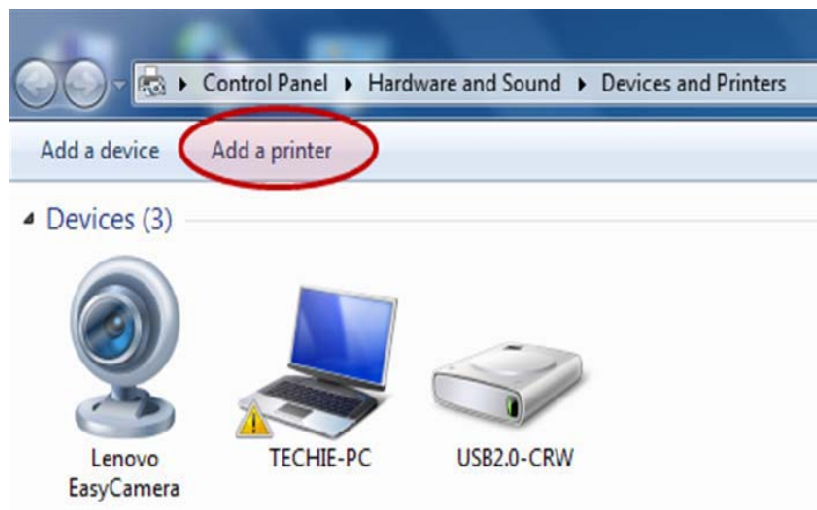 Control Panel Hardware and Sound Devices and Printers
Add a device Add a printer
Devices (3)
Lenovo EasyCamera
TECHIE-PC
USB2.0-CRW